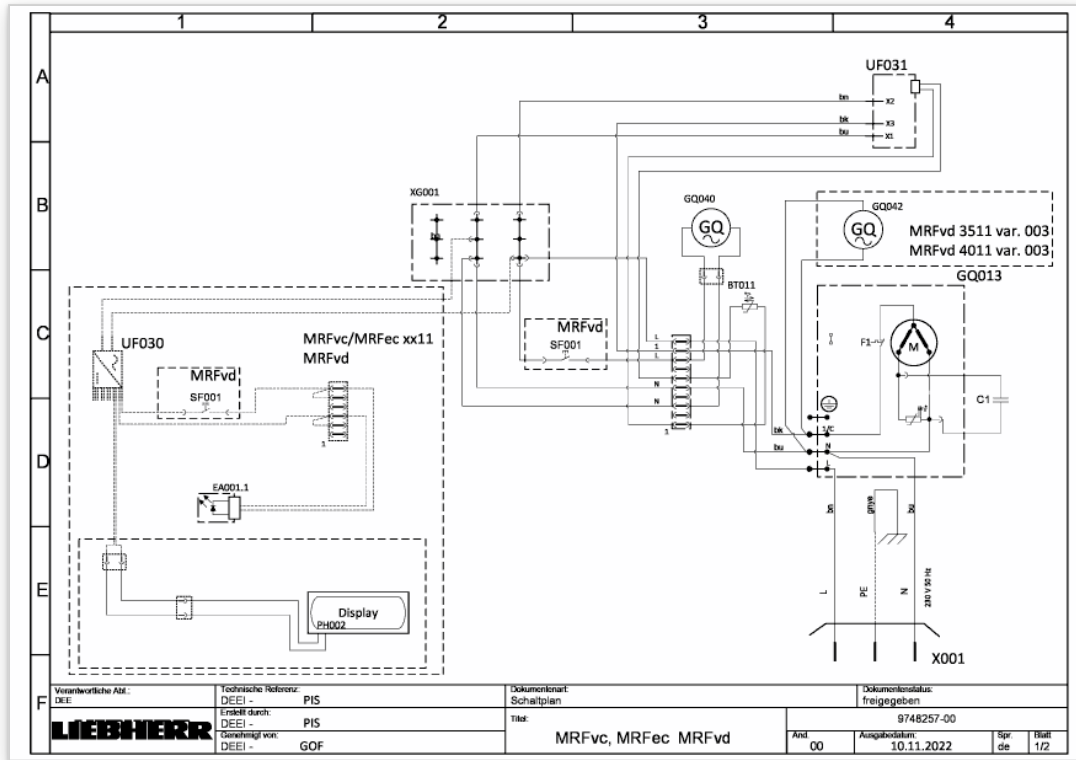 1 2 3 4
A
UF031
bn X2
bk X3
bu X1
B
XG001
GQ040
GQ
GQ042
GQ
MRFvd 3511 var. 003
MRFvd 4011 var. 003
GQ013
BT011
C
UF030
MRFvc/MRFec xx11
MRFvd
MRFvd
SF001
MRFvd
SF001
L
1
L
N
N
1
F1
M
C1
D
1
bk 1/C
bu N
L
EA001.1
bn
gnye
bu
E
Display
PH002
L
PE
N
230 V 50 Hz
X001
F
Verantwortliche Abt.:
DEE
Technische Referenz:
DEEI - PIS
Dokumentenart:
Schaltplan
Dokumentenstatus:
freigegeben
LIEBHERR
Erstellt durch:
DEEI - PIS
Genehmigt von:
DEEI - GOF
Titel:
MRFvc, MRFec MRFvd
9748257-00
Änd.
00
Ausgabedatum:
10.11.2022
Spr.
de
Blatt
1/2